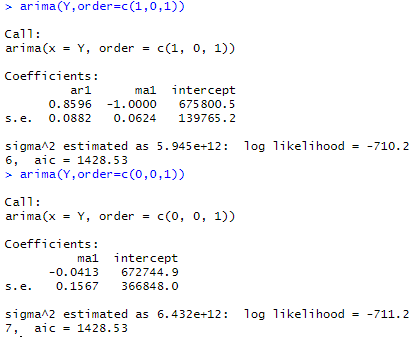 > arima(Y,order=c(1,0,1))
Call:
arima(x = Y, order = c(1, 0, 1))
Coefficients:
         ar1      ma1  intercept
      0.8596  -1.0000   675800.5
s.e.  0.0882   0.0624   139765.2
sigma^2 estimated as 5.945e+12:  log likelihood = -710.2
6,  aic = 1428.53
> arima(Y,order=c(0,0,1))
Call:
arima(x = Y, order = c(0, 0, 1))
Coefficients:
          ma1  intercept
      -0.0413   672744.9
s.e.   0.1567   366848.0
sigma^2 estimated as 6.432e+12:  log likelihood = -711.2
7,  aic = 1428.53